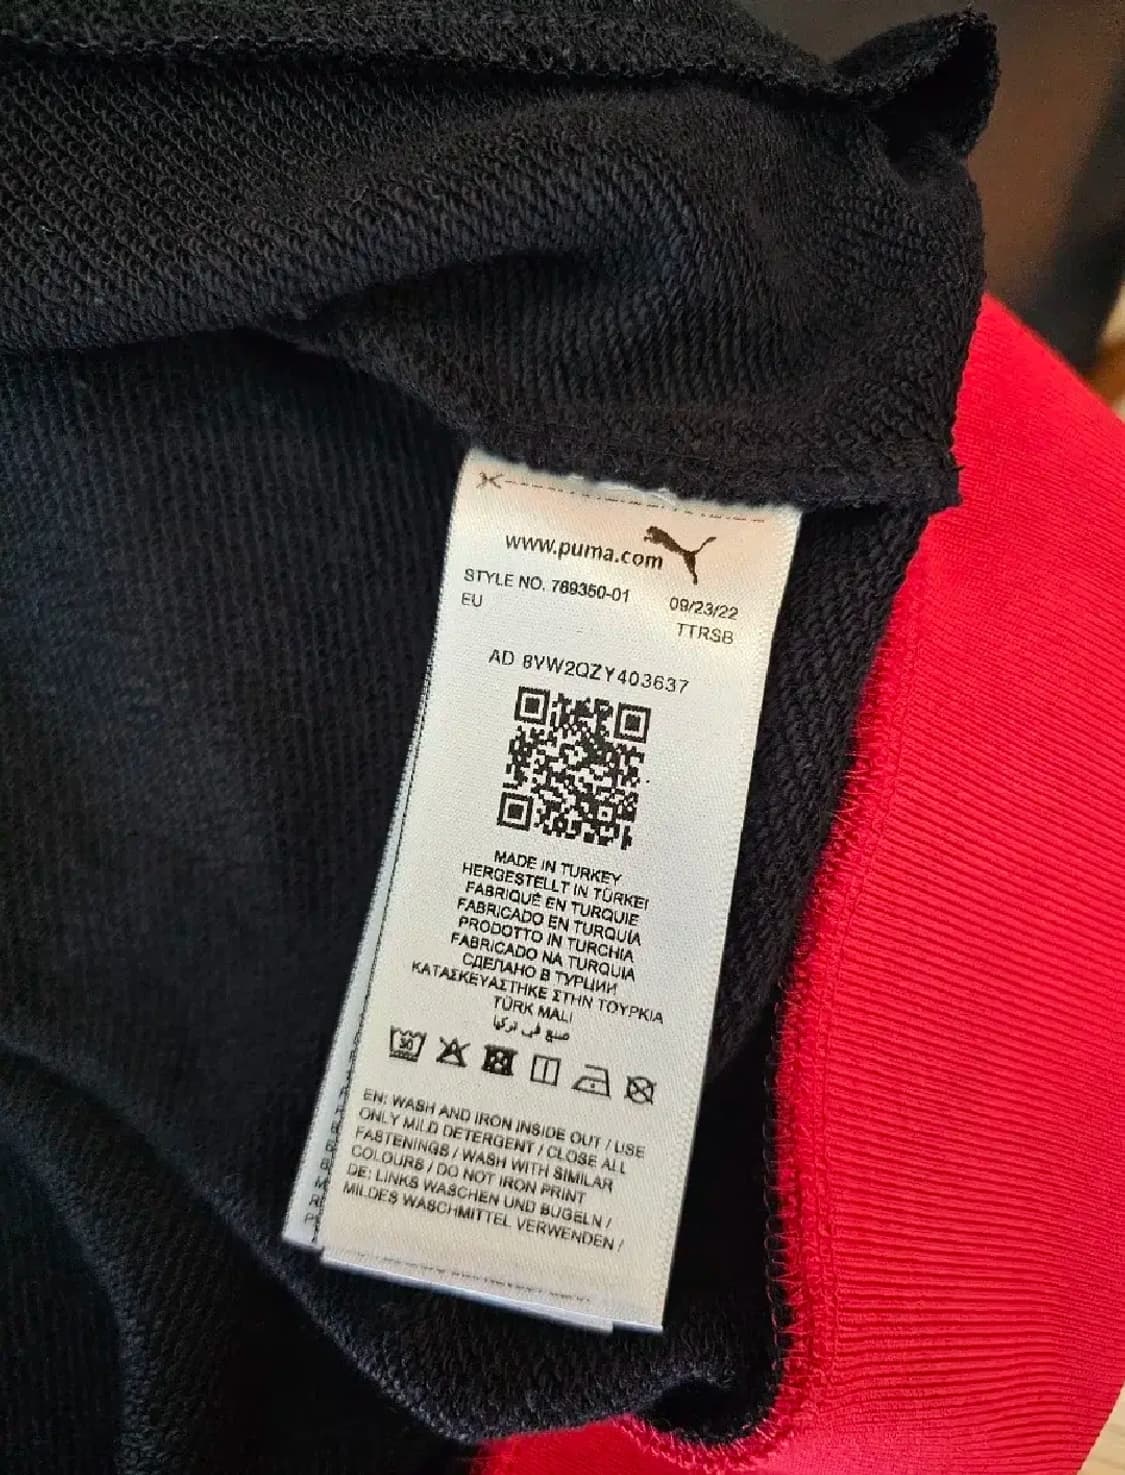 www.puma.com
STYLE NO. 769350-01 09/23/22
EU TTRSB
AD 8VW2QZY403637
MADE IN TURKEY
HERGESTELLT IN TÜRKEI
FABRIQUÉ EN TURQUIE
FABRICADO EN TURQUÍA
PRODOTTO IN TURCHIA
FABRICADO NA TURQUIA
СДЕЛАНО В ТУРЦИИ
ΚΑΤΑΣΚΕΥΑΣΤΗΚΕ ΣΤΗΝ ΤΟΥΡΚΙΑ
TÜRK MALI
صنع في تركيا
30
EN: WASH AND IRON INSIDE OUT / USE
ONLY MILD DETERGENT / CLOSE ALL
FASTENINGS / WASH WITH SIMILAR
COLOURS / DO NOT IRON PRINT
DE: LINKS WASCHEN UND BÜGELN /
MILDES WASCHMITTEL VERWENDEN /